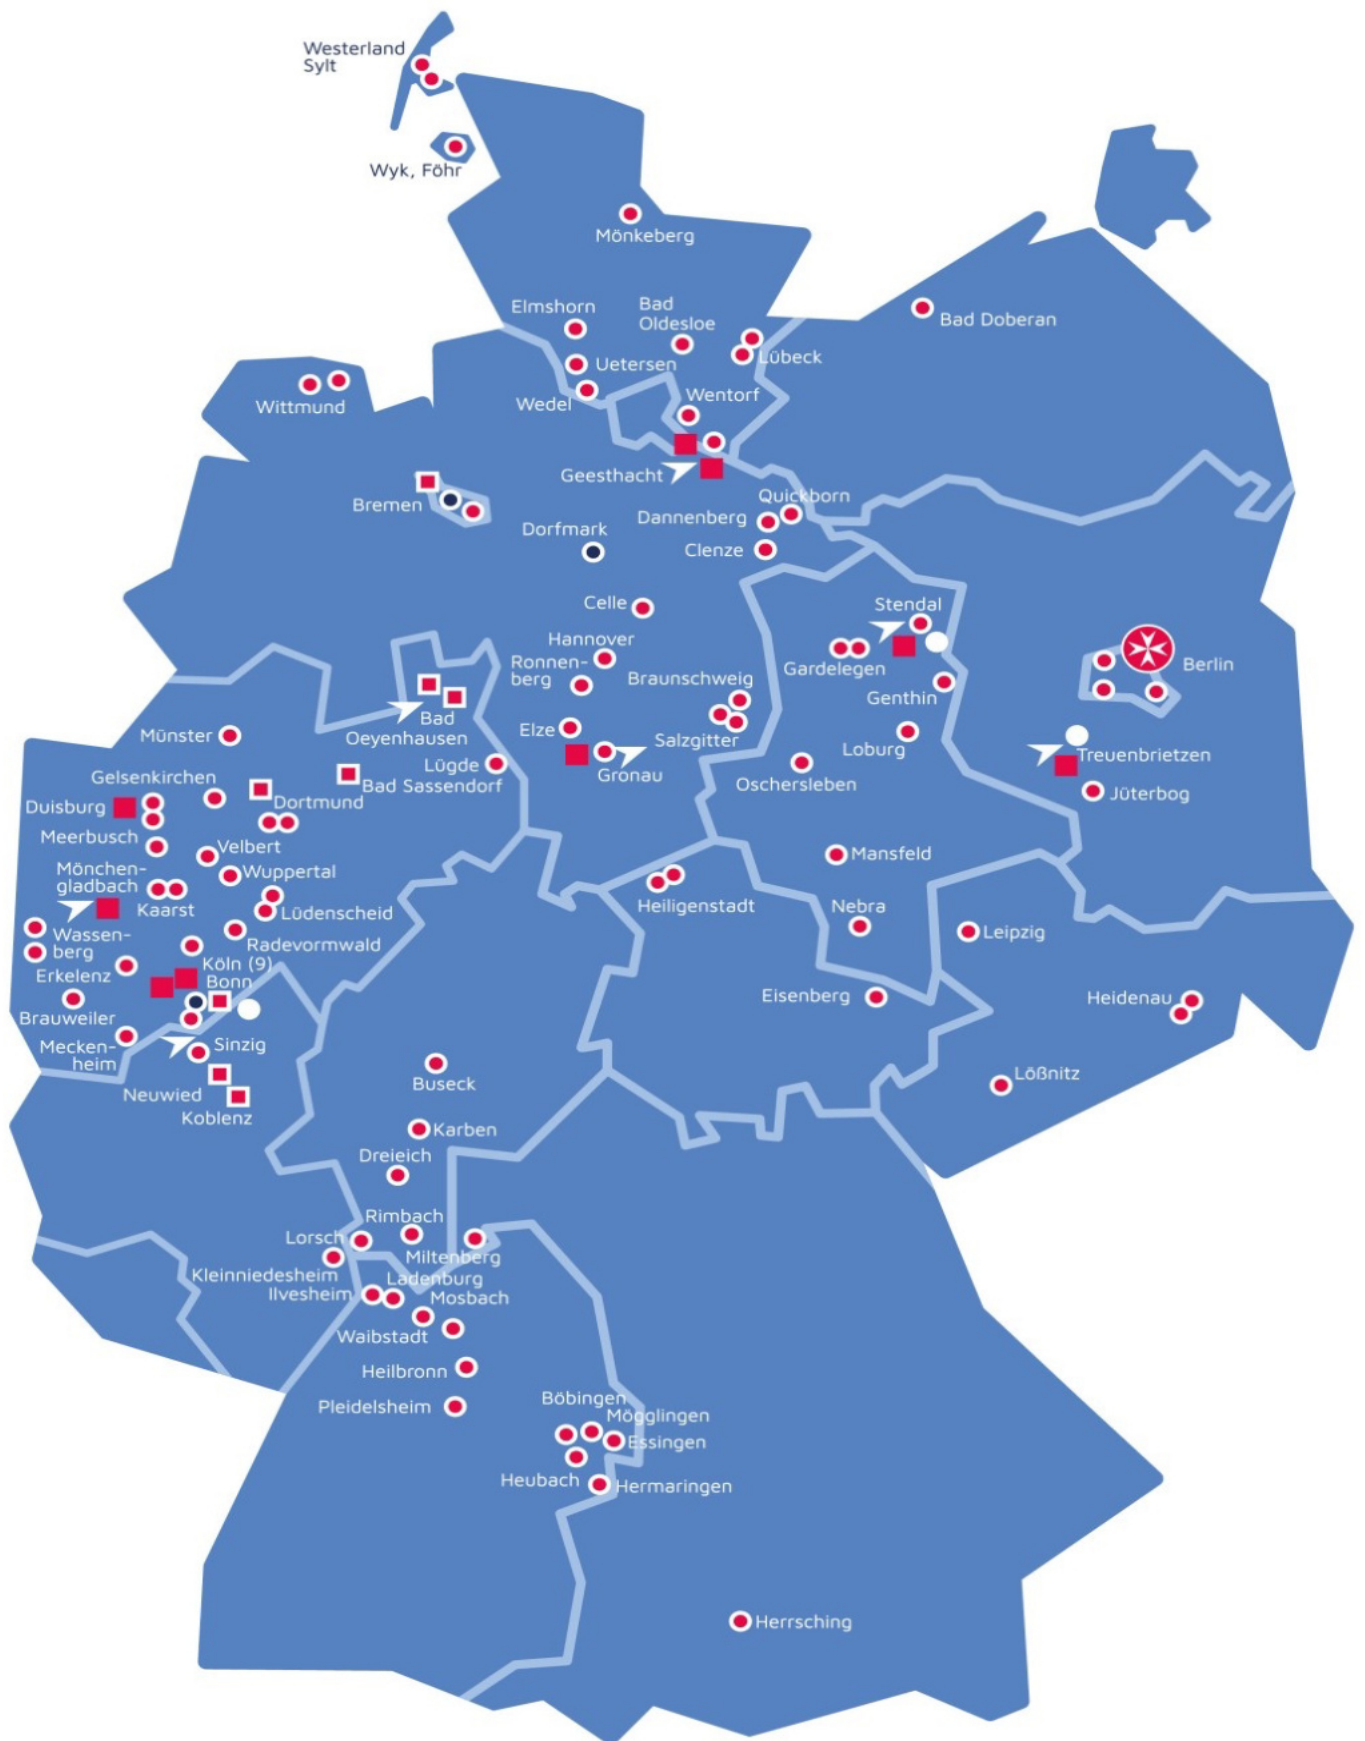 Westerland
Sylt
Wyk, Föhr
Mönkeberg
Elmshorn
Bad
Oldesloe
Bad Doberan
Lübeck
Uetersen
Wedel
Wentorf
Wittmund
Geesthacht
Quickborn
Bremen
Dannenberg
Dorfmark
Clenze
Celle
Stendal
Hannover
Ronnen-
berg
Gardelegen
Berlin
Braunschweig
Genthin
Bad
Oeyenhausen
Elze
Salzgitter
Loburg
Münster
Treuenbrietzen
Lügde
Gronau
Gelsenkirchen
Bad Sassendorf
Oschersleben
Jüterbog
Duisburg
Dortmund
Meerbusch
Velbert
Mansfeld
Mönchen-
gladbach
Wuppertal
Kaarst
Lüdenscheid
Heiligenstadt
Nebra
Leipzig
Wassen-
berg
Radevormwald
Erkelenz
Köln (9)
Bonn
Eisenberg
Heidenau
Brauweiler
Mecken-
heim
Sinzig
Lößnitz
Neuwied
Buseck
Koblenz
Karben
Dreieich
Rimbach
Lorsch
Miltenberg
Kleinniedesheim
Ladenburg
Ilvesheim
Mosbach
Waibstadt
Heilbronn
Pleidelsheim
Böbingen
Mögglingen
Essingen
Heubach
Hermaringen
Herrsching